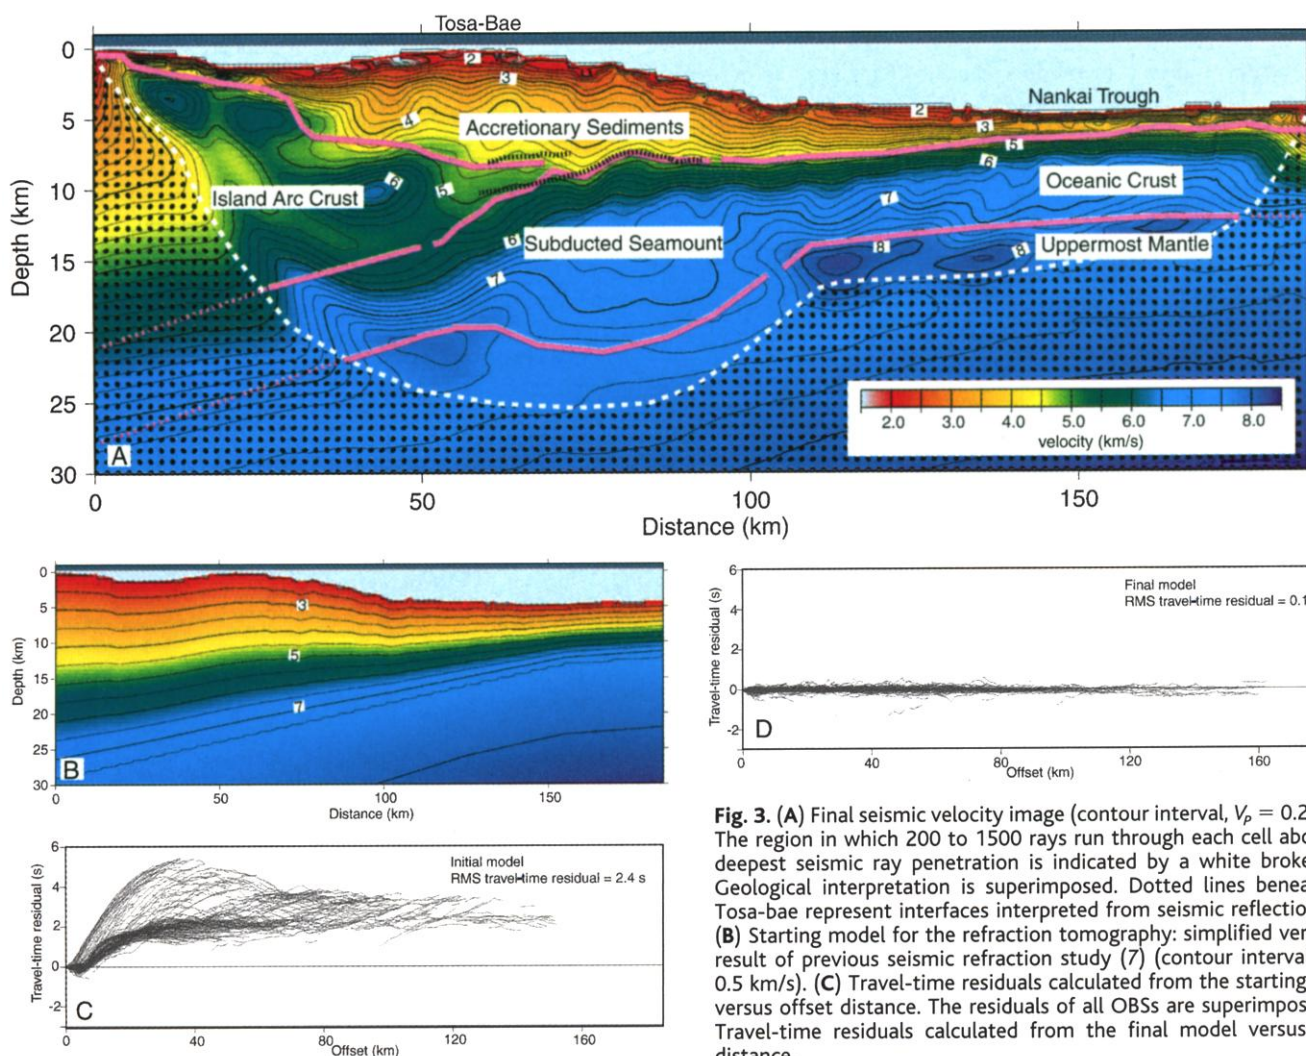 Tosa-Bae
0
5
10
15
20
25
30
Depth (km)
2
3
4
Accretionary Sediments
Nankai Trough
2
3
5
6
Island Arc Crust
6
5
Oceanic Crust
7
6
Subducted Seamount
8
8
Uppermost Mantle
7
2.0 3.0 4.0 5.0 6.0 7.0 8.0
velocity (km/s)
A
0 50 100 150
Distance (km)
0
5
10
15
20
25
30
Depth (km)
3
5
7
B
0 50 100 150
Distance (km)
6
4
2
0
-2
Travel-time residual (s)
Initial model
RMS travel-time residual = 2.4 s
C
0 40 80 120 160
Offset (km)
6
4
2
0
-2
Travel-time residual (s)
Final model
RMS travel-time residual = 0.1
D
0 40 80 120 160
Offset (km)
Fig. 3. (A) Final seismic velocity image (contour interval, VP = 0.2
The region in which 200 to 1500 rays run through each cell abo
deepest seismic ray penetration is indicated by a white broke
Geological interpretation is superimposed. Dotted lines benea
Tosa-bae represent interfaces interpreted from seismic reflectio
(B) Starting model for the refraction tomography: simplified ver
result of previous seismic refraction study (7) (contour interva
0.5 km/s). (C) Travel-time residuals calculated from the starting
versus offset distance. The residuals of all OBSs are superimpos
Travel-time residuals calculated from the final model versus
distance